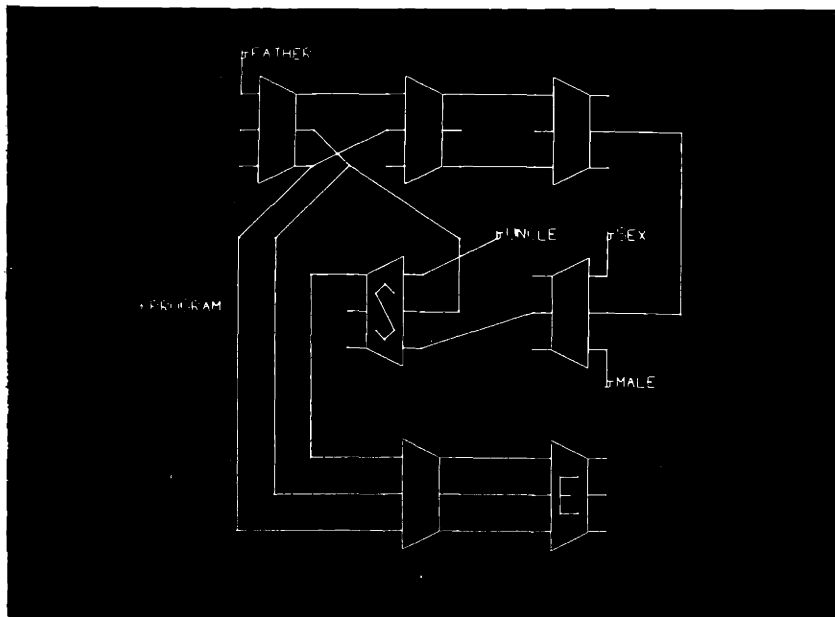 FATHER
UNCLE
SEX
S
PROGRAM
MALE
E